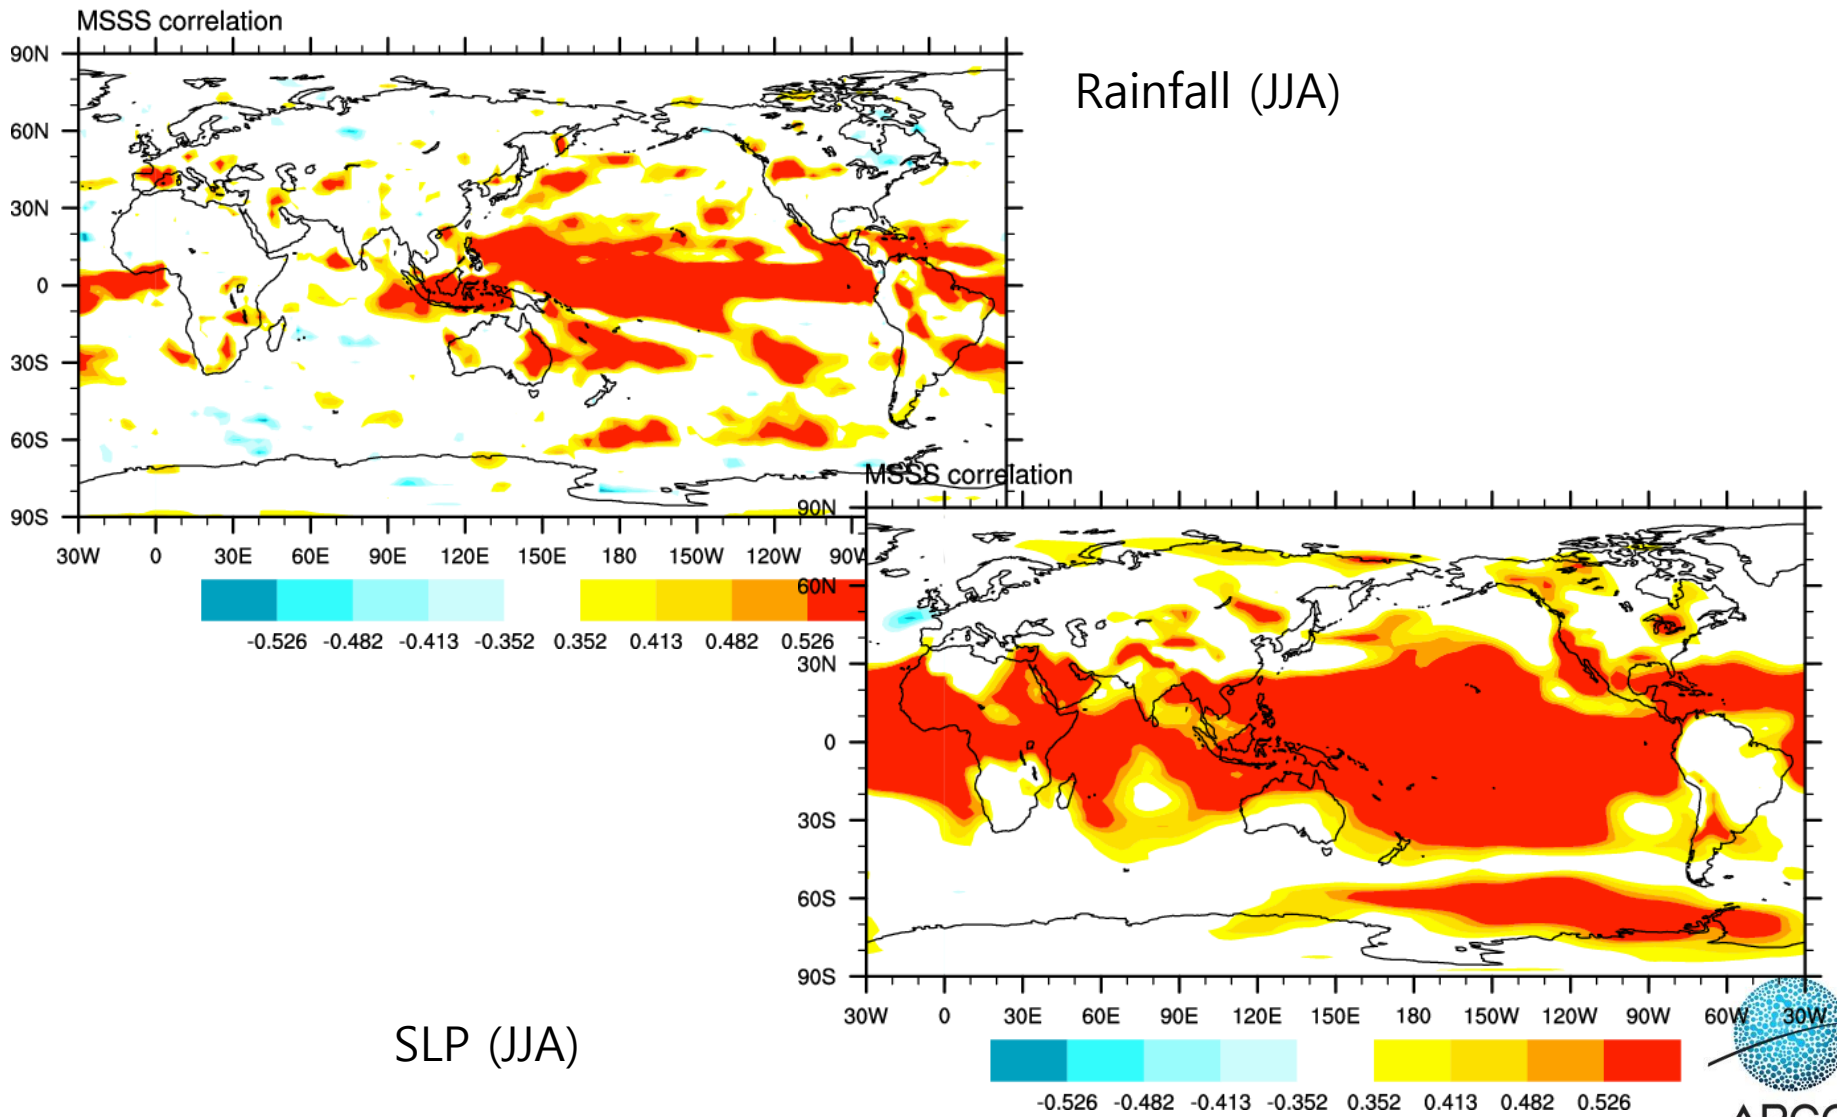 MSSS correlation
90N
60N
30N
0
30S
60S
90S
30W 0 30E 60E 90E 120E 150E 180 150W 120W 90W
-0.526 -0.482 -0.413 -0.352 0.352 0.413 0.482 0.526
Rainfall (JJA)
MSSS correlation
90N
60N
30N
0
30S
60S
90S
30W 0 30E 60E 90E 120E 150E 180 150W 120W 90W 60W 30W
-0.526 -0.482 -0.413 -0.352 0.352 0.413 0.482 0.526
SLP (JJA)